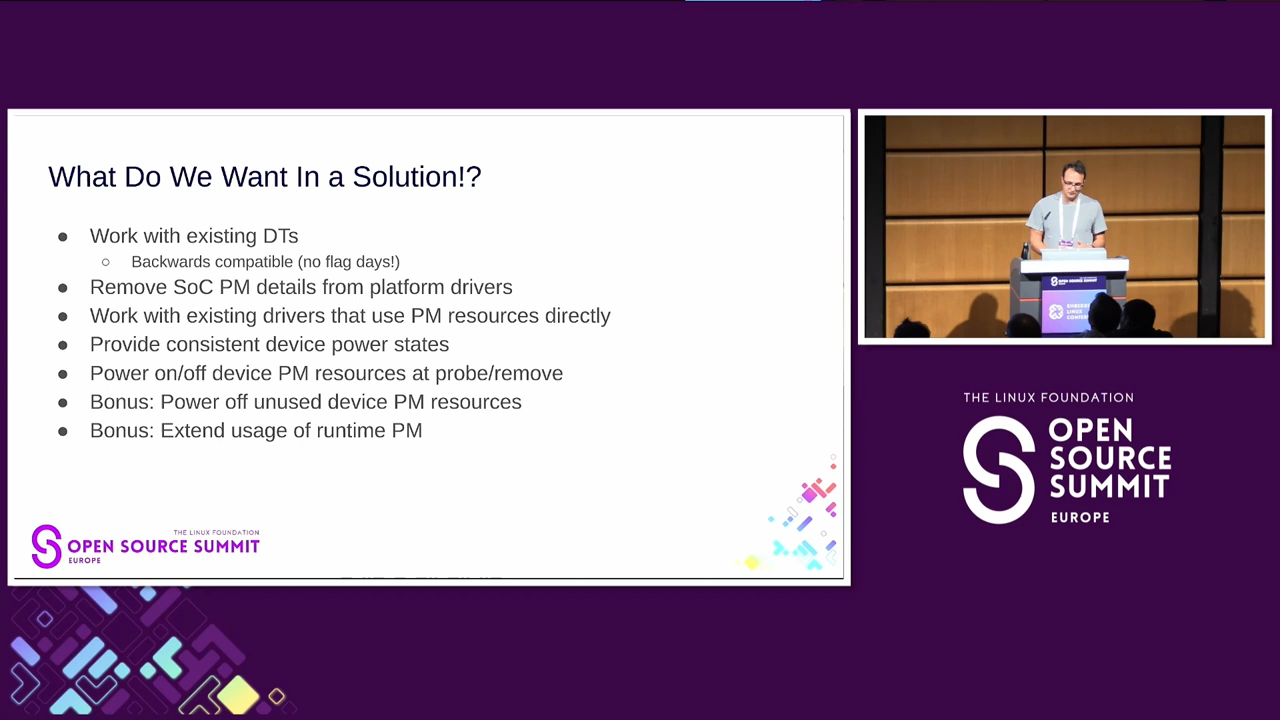 What Do We Want In a Solution!?
● Work with existing DTs
○ Backwards compatible (no flag days!)
● Remove SoC PM details from platform drivers
● Work with existing drivers that use PM resources directly
● Provide consistent device power states
● Power on/off device PM resources at probe/remove
● Bonus: Power off unused device PM resources
● Bonus: Extend usage of runtime PM
THE LINUX FOUNDATION
OPEN SOURCE SUMMIT
EUROPE
OPEN SOURCE SUMMIT
THE LINUX FOUNDATION
OPEN
SOURCE
SUMMIT
EUROPE